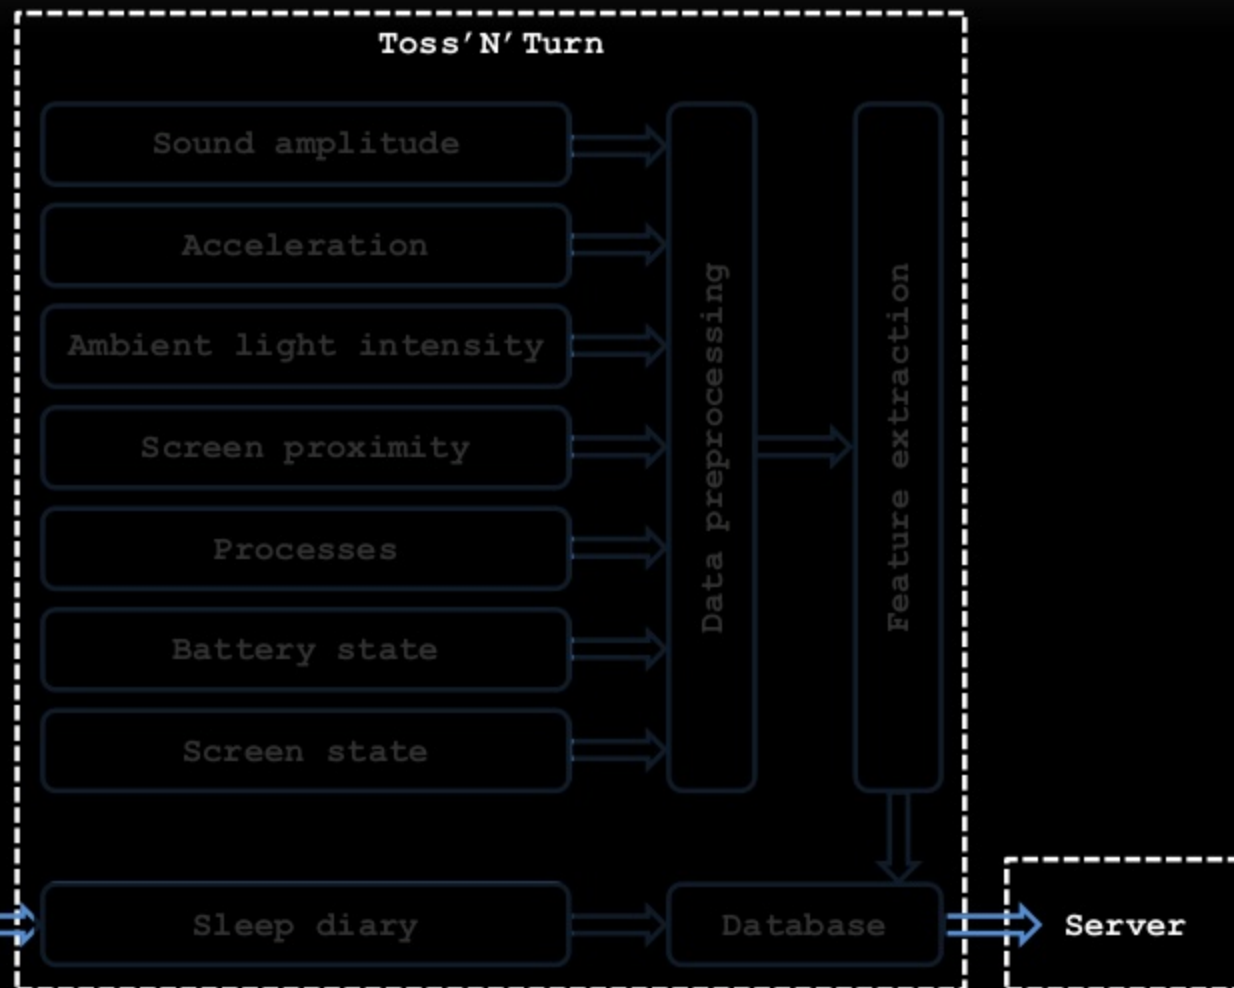 Toss'N'Turn
Sound amplitude
Acceleration
Ambient light intensity
Screen proximity
Processes
Battery state
Screen state
Data preprocessing
Feature extraction
Sleep diary
Database
Server